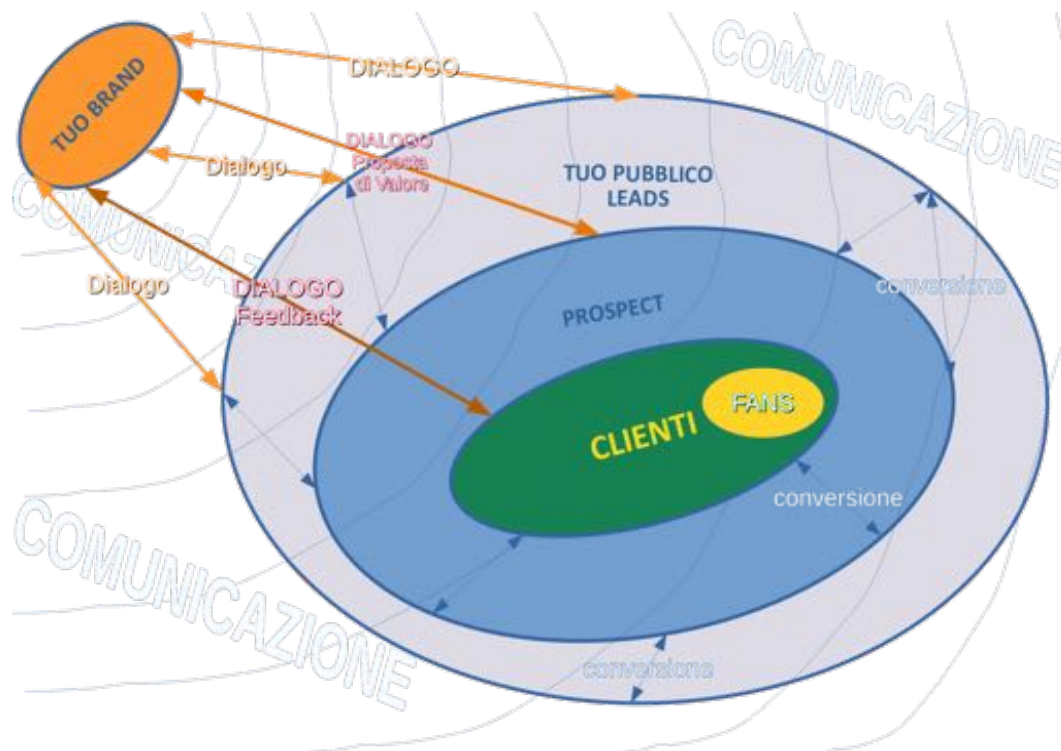 COMUNICAZIONE
DIALOGO
TUO BRAND
DIALOGO
Proposta
di Valore
Dialogo
TUO PUBBLICO
LEADS
COMUNICAZIONE
Dialogo
DIALOGO
Feedback
conversione
PROSPECT
FANS
CLIENTI
conversione
COMUNICAZIONE
conversione